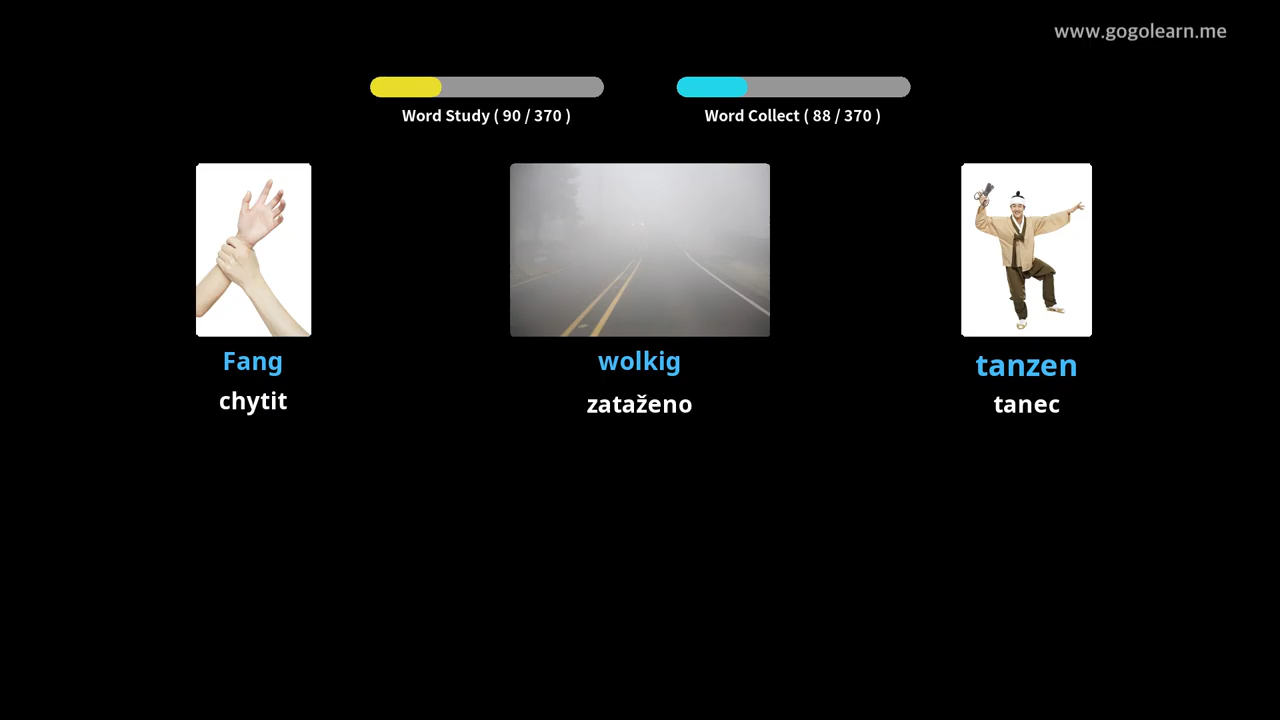 www.gogolearn.me
Word Study ( 90 / 370 )
Word Collect ( 88 / 370 )
Fang
chytit
wolkig
zataženo
tanzen
tanec